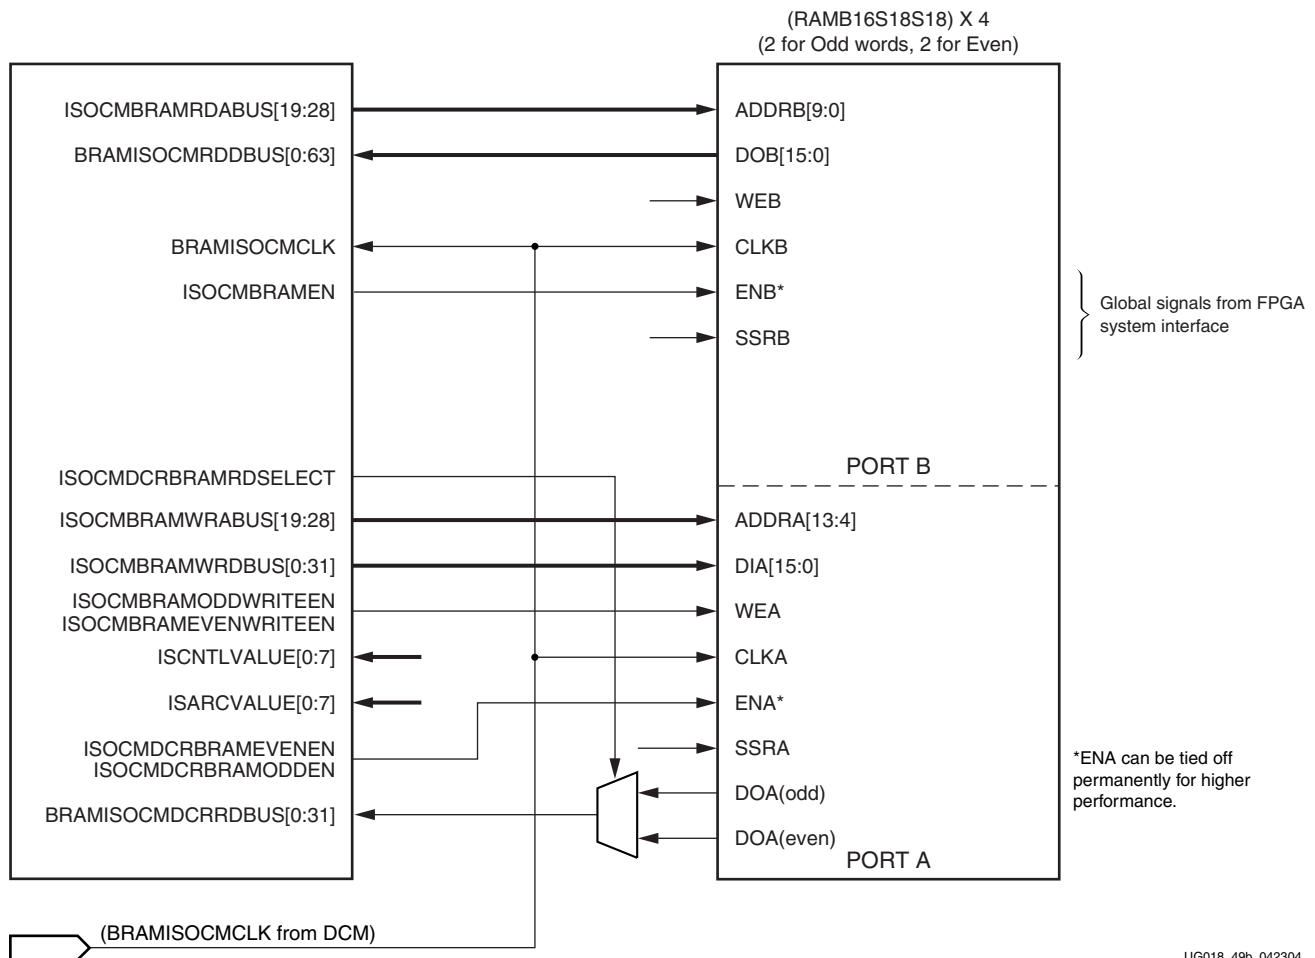 (RAMB16S18S18) X 4
(2 for Odd words, 2 for Even)
ISOCMBRAMRDABUS[19:28]
ADDRB[9:0]
BRAMISOCMRDDBUS[0:63]
DOB[15:0]
WEB
BRAMISOCMCLK
CLKB
ISOCMBRAMEN
ENB*
Global signals from FPGA
system interface
SSRB
PORT B
ISOCMDCRBRAMRDSELECT
ISOCMBRAMWRABUS[19:28]
ADDRA[13:4]
ISOCMBRAMWRDBUS[0:31]
DIA[15:0]
ISOCMBRAMODDWRITEEN
ISOCMBRAMEVENWRITEEN
WEA
ISCNTLVALUE[0:7]
CLKA
ISARCVALUE[0:7]
ENA*
ISOCMDCRBRAMEVENEN
ISOCMDCRBRAMODDEN
SSRA
*ENA can be tied off
permanently for higher
performance.
DOA(odd)
BRAMISOCMDCRRDBUS[0:31]
DOA(even)
PORT A
(BRAMISOCMCLK from DCM)
UG018_49b_042304